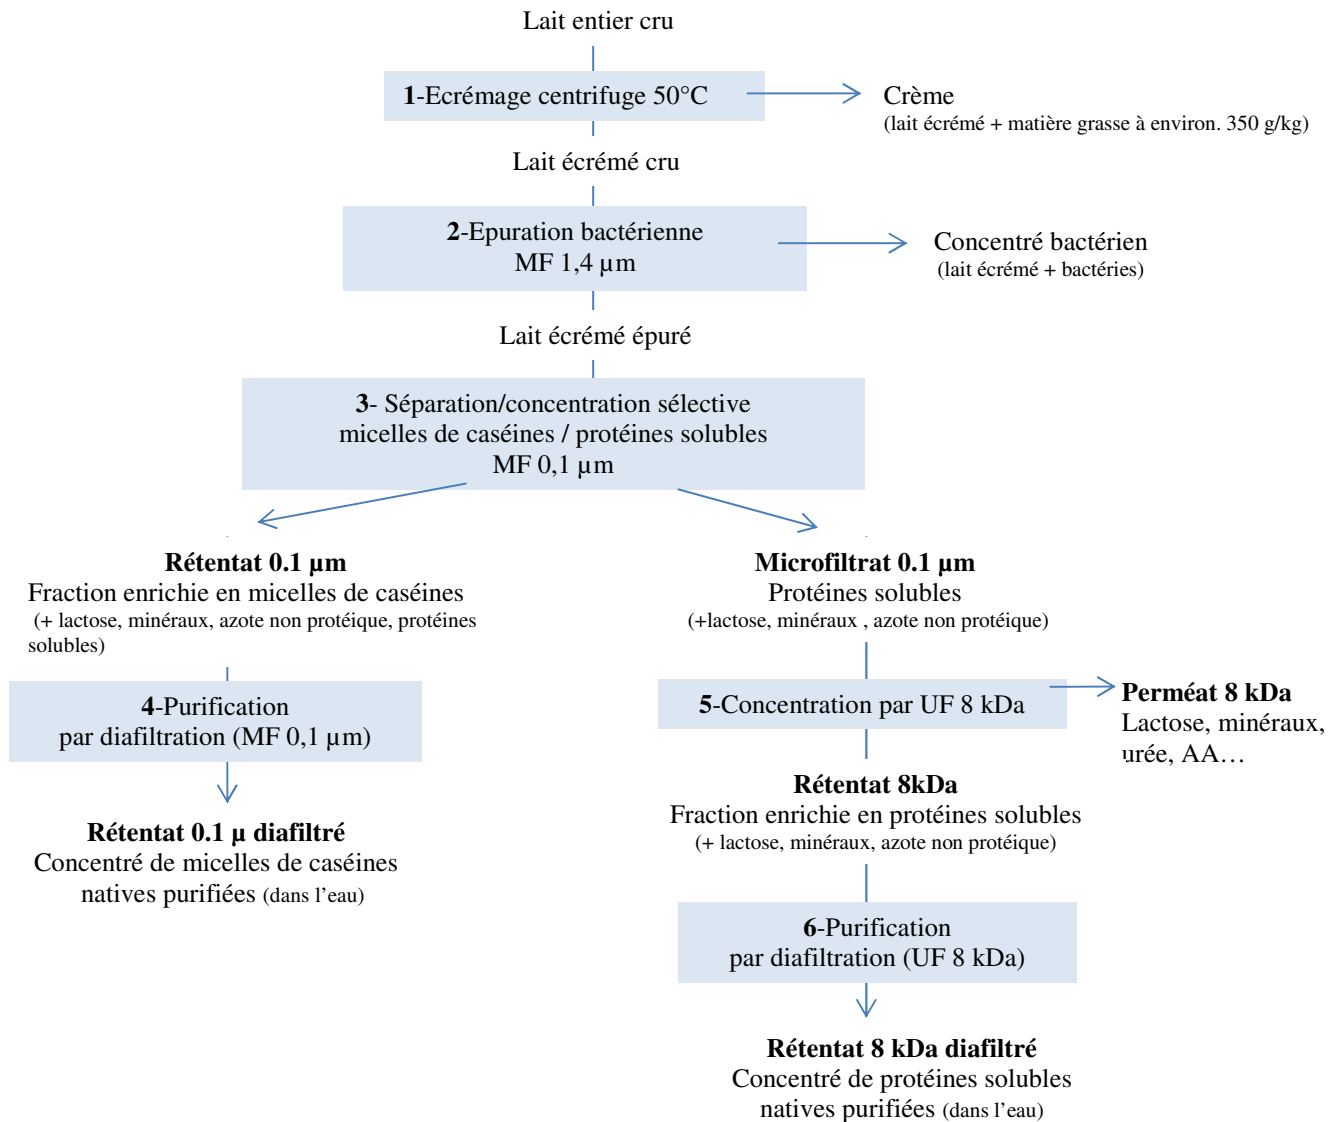 Lait entier cru
1-Ecrémage centrifuge 50°C
Crème
(lait écrémé + matière grasse à environ. 350 g/kg)
Lait écrémé cru
2-Epuration bactérienne
MF 1,4 µm
Concentré bactérien
(lait écrémé + bactéries)
Lait écrémé épuré
3- Séparation/concentration sélective
micelles de caséines / protéines solubles
MF 0,1 µm
Rétentat 0.1 µm
Fraction enrichie en micelles de caséines
(+ lactose, minéraux, azote non protéique, protéines
solubles)
Microfiltrat 0.1 µm
Protéines solubles
(+lactose, minéraux , azote non protéique)
4-Purification
par diafiltration (MF 0,1 µm)
5-Concentration par UF 8 kDa
Perméat 8 kDa
Lactose, minéraux,
urée, AA…
Rétentat 0.1 µ diafiltré
Concentré de micelles de caséines
natives purifiées (dans l'eau)
Rétentat 8kDa
Fraction enrichie en protéines solubles
(+ lactose, minéraux, azote non protéique)
6-Purification
par diafiltration (UF 8 kDa)
Rétentat 8 kDa diafiltré
Concentré de protéines solubles
natives purifiées (dans l'eau)